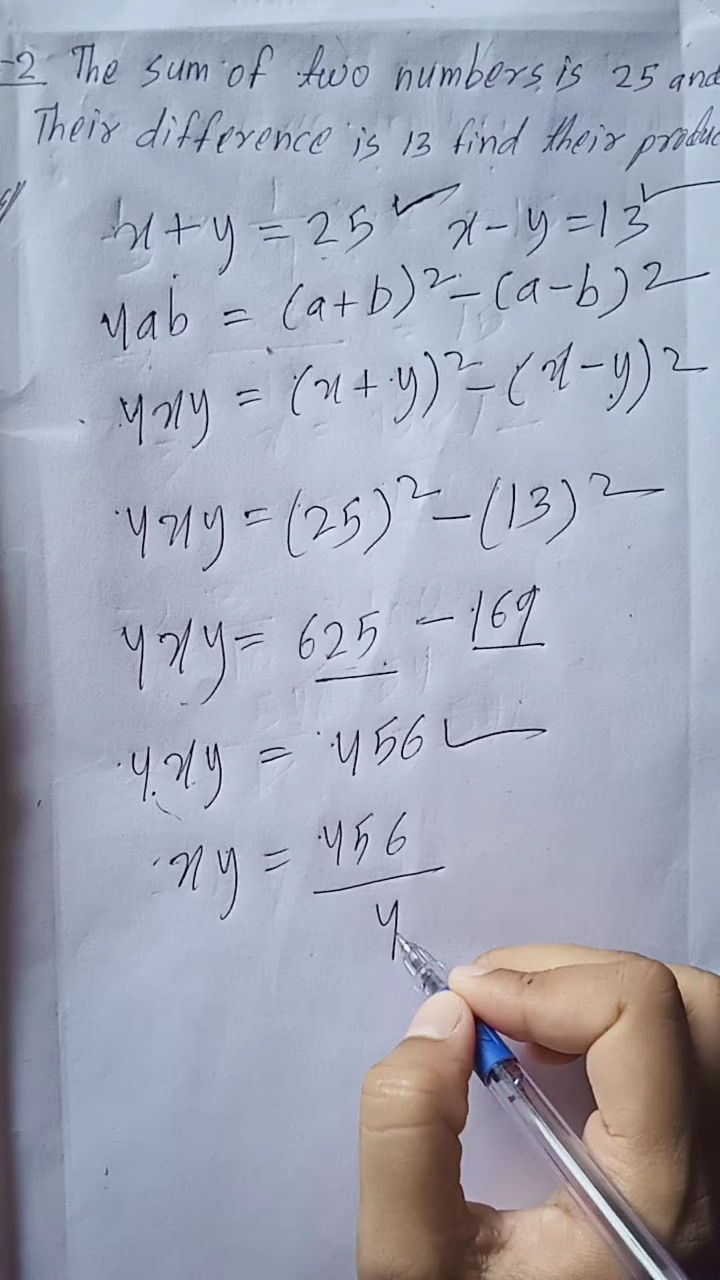 -2 The sum of two numbers is 25 and
Their difference is 13 find their produc
x+y=25 ✓ x-y=13 ✓
4ab = (a+b)²-(a-b)²
4xy = (x+y)²-(x-y)²
4xy=(25)²-(13)²
4xy= 625 - 169
4xy = 456 ✓
xy = 456
4